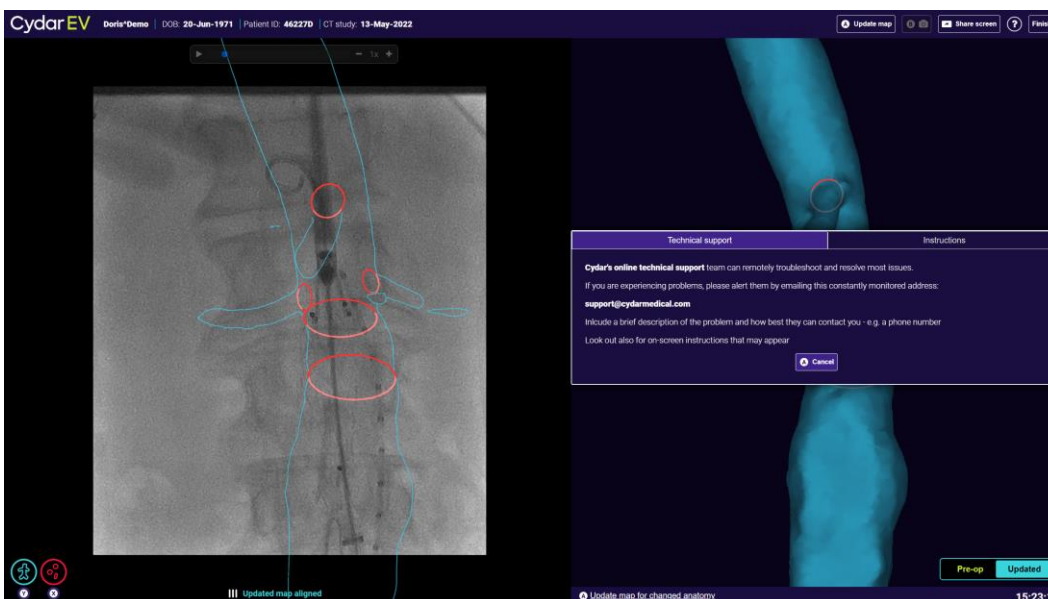 CydarEV Doris^Demo | DOB: 20-Jun-1971 | Patient ID: 46227D | CT study: 13-May-2022 A Update map B Share screen ? Finis
1x
Technical support Instructions
Cydar's online technical support team can remotely troubleshoot and resolve most issues.
If you are experiencing problems, please alert them by emailing this constantly monitored address:
support@cydarmedical.com
Inlcude a brief description of the problem and how best they can contact you - e.g. a phone number
Look out also for on-screen instructions that may appear
A Cancel
Pre-op Updated
Y X Updated map aligned A Update map for changed anatomy 15:23: